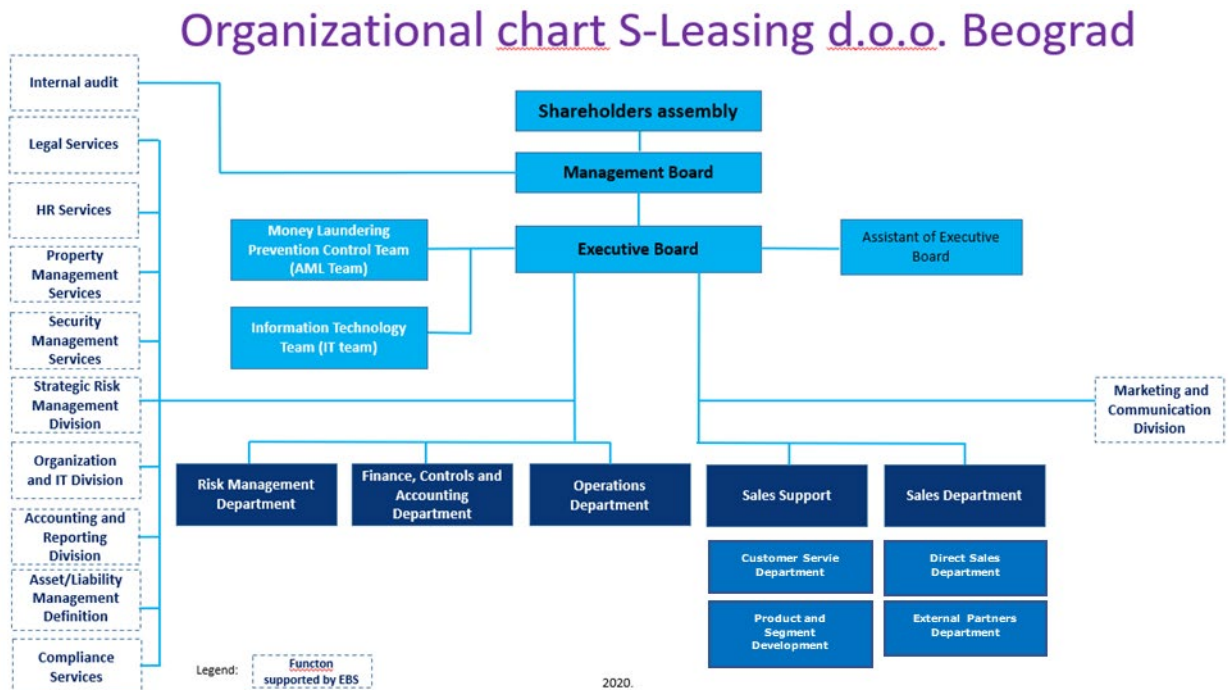 Organizational chart S-Leasing d.o.o. Beograd
Internal audit
Legal Services
HR Services
Property
Management
Services
Security
Management
Services
Strategic Risk
Management
Division
Organization
and IT Division
Accounting and
Reporting
Division
Asset/Liability
Management
Definition
Compliance
Services
Shareholders assembly
Management Board
Executive Board
Money Laundering
Prevention Control Team
(AML Team)
Information Technology
Team (IT team)
Assistant of Executive
Board
Marketing and
Communication
Division
Risk Management
Department
Finance, Controls and
Accounting
Department
Operations
Department
Sales Support
Sales Department
Customer Servie
Department
Direct Sales
Department
Product and
Segment
Development
External Partners
Department
Legend:
Functon
supported by EBS
2020.